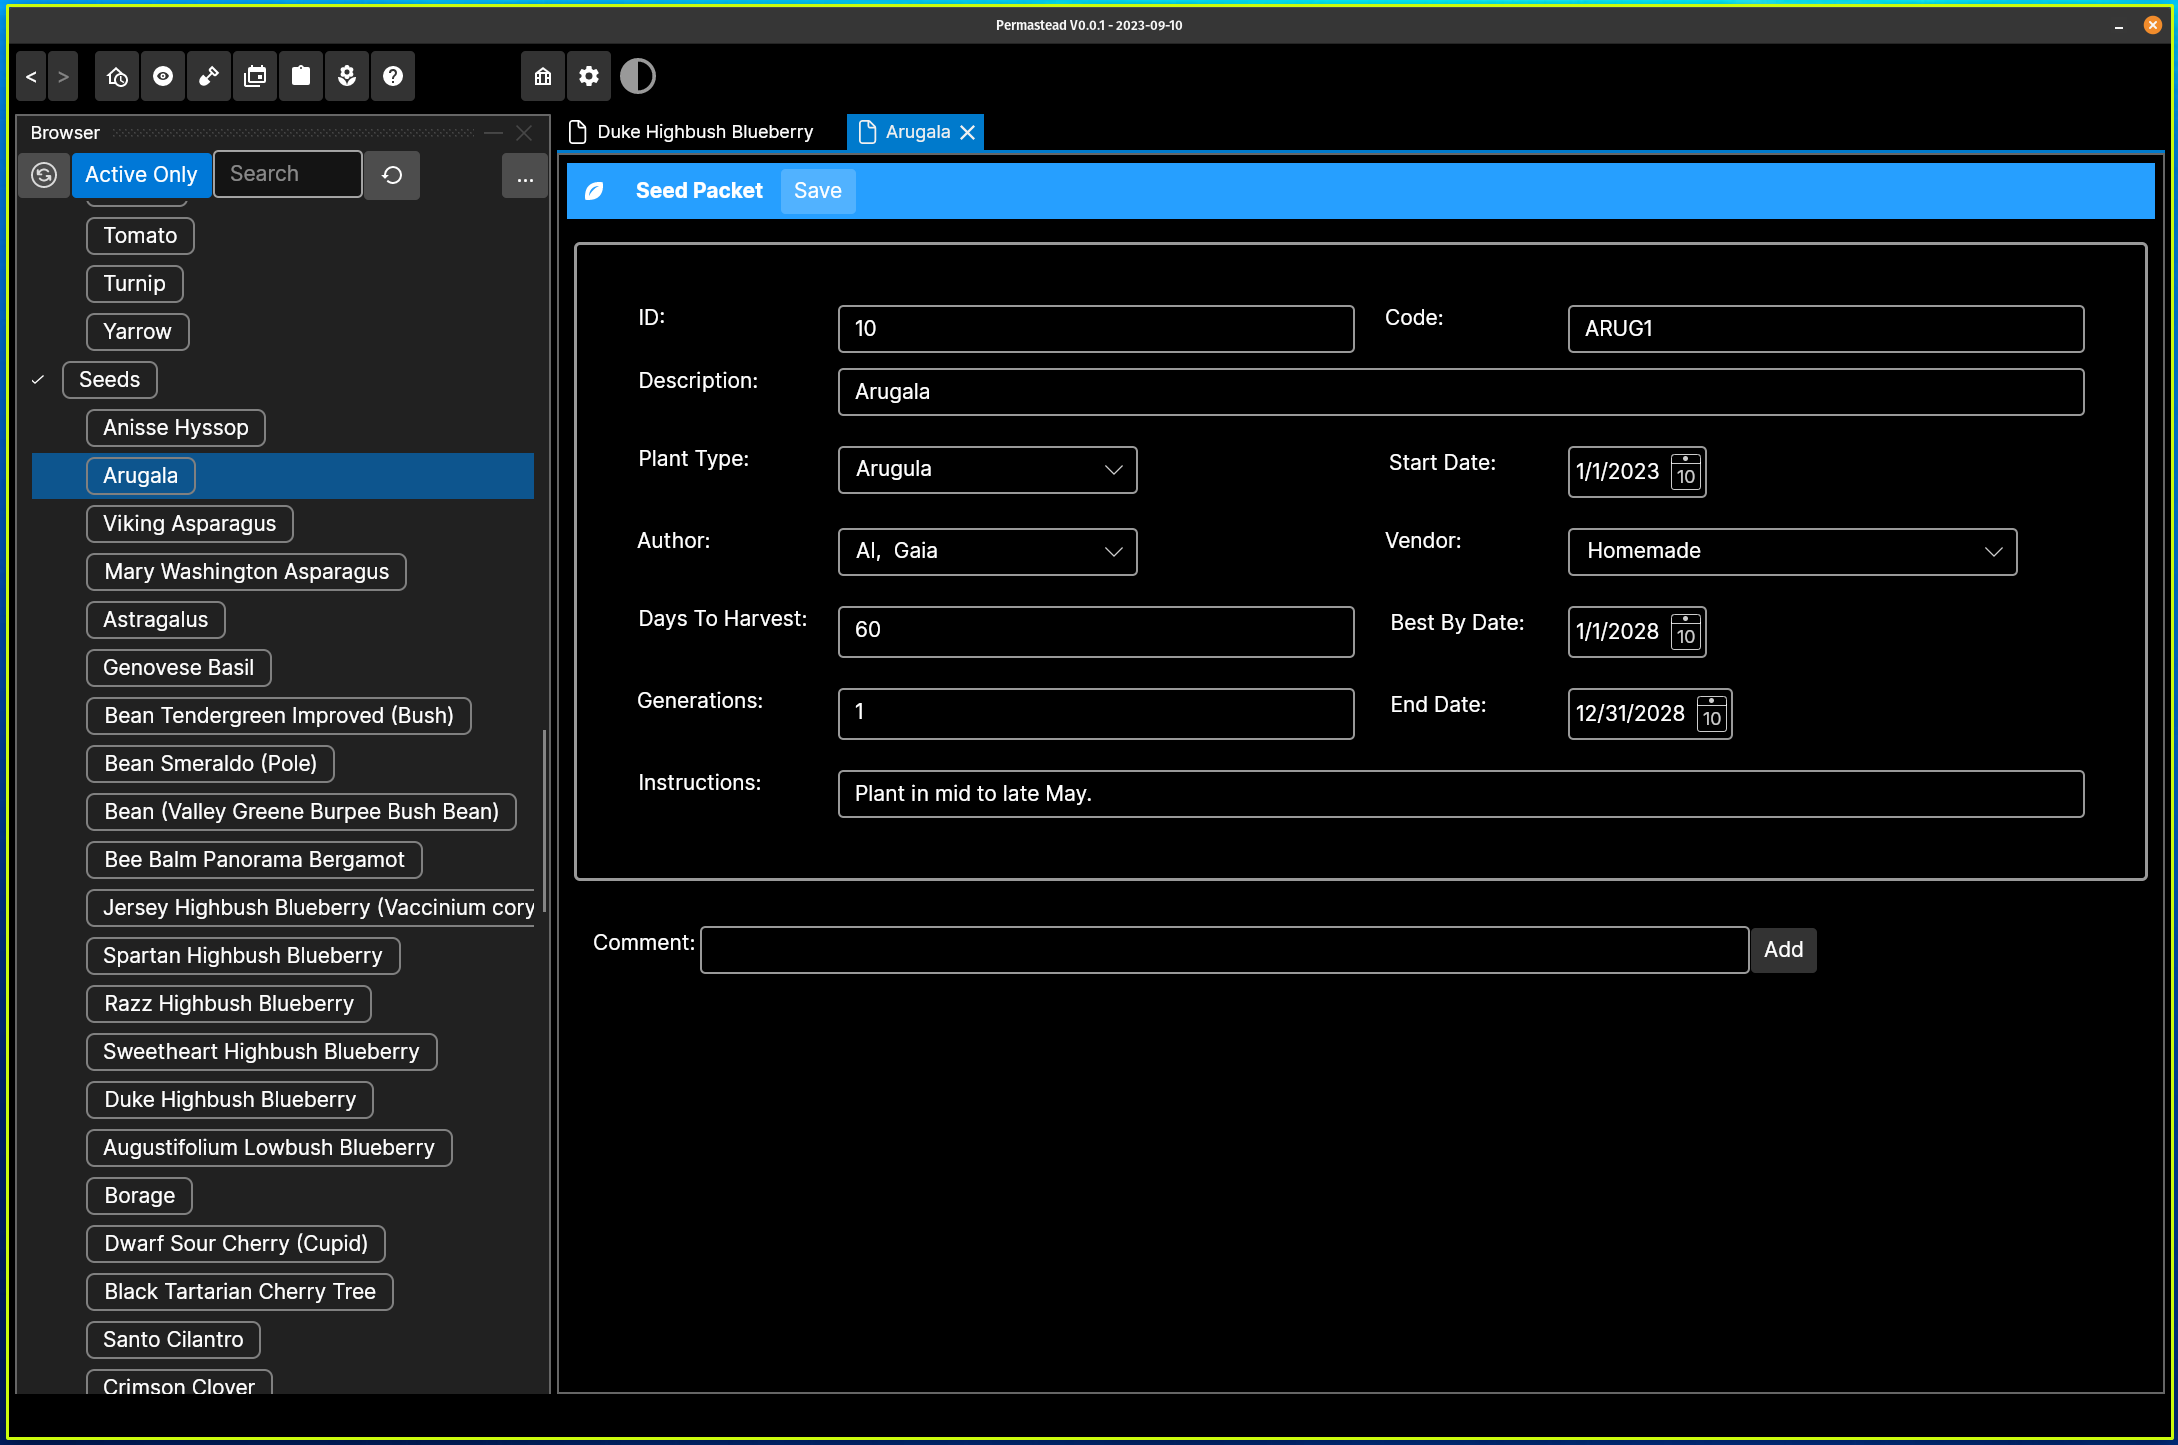 Permastead V0.0.1 - 2023-09-10
< >
Browser
Active Only Search ...
Tomato
Turnip
Yarrow
Seeds
Anisse Hyssop
Arugala
Viking Asparagus
Mary Washington Asparagus
Astragalus
Genovese Basil
Bean Tendergreen Improved (Bush)
Bean Smeraldo (Pole)
Bean (Valley Greene Burpee Bush Bean)
Bee Balm Panorama Bergamot
Jersey Highbush Blueberry (Vaccinium cory
Spartan Highbush Blueberry
Razz Highbush Blueberry
Sweetheart Highbush Blueberry
Duke Highbush Blueberry
Augustifolium Lowbush Blueberry
Borage
Dwarf Sour Cherry (Cupid)
Black Tartarian Cherry Tree
Santo Cilantro
Crimson Clover
Duke Highbush Blueberry Arugala
Seed Packet Save
ID: 10 Code: ARUG1
Description: Arugala
Plant Type: Arugula Start Date: 1/1/2023 10
Author: AI, Gaia Vendor: Homemade
Days To Harvest: 60 Best By Date: 1/1/2028 10
Generations: 1 End Date: 12/31/2028 10
Instructions: Plant in mid to late May.
Comment: Add